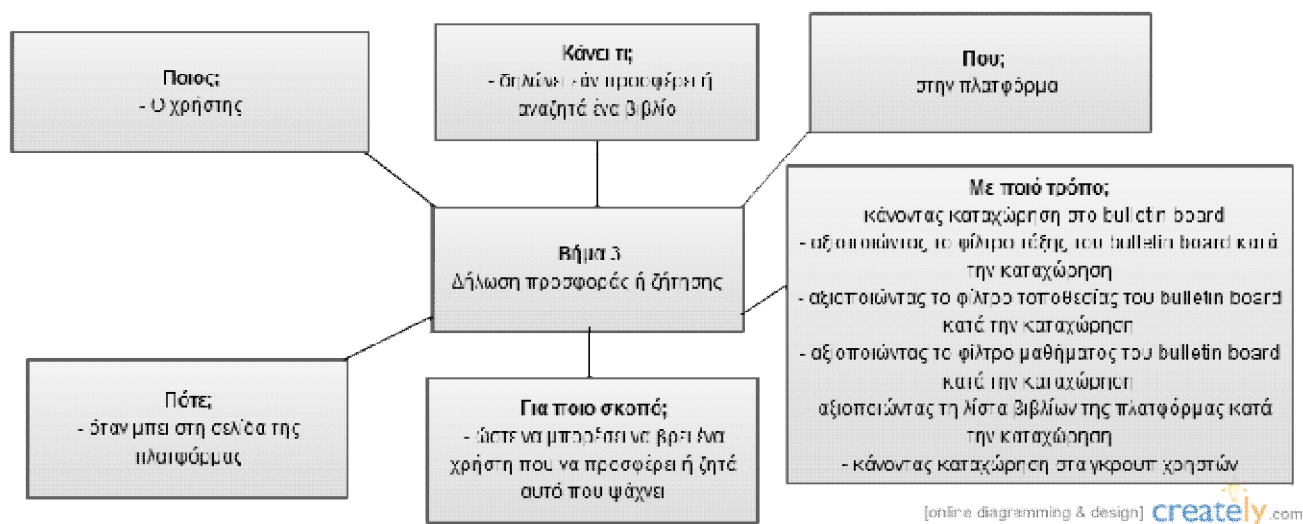 Ποιος;
- Ο χρήστης
Κάνει τι;
- δηλώνει εάν προσφέρει ή
αναζητά ένα βιβλίο
Που;
στην πλατφόρμα
Βήμα 3
Δήλωση προσφοράς ή ζήτησης
Με ποιό τρόπο;
κάνοντας καταχώρηση στο bulletin board
- αξιοποιώντας το φίλτρο τάξης του bulletin board κατά
την καταχώρηση
- αξιοποιώντας το φίλτρο τοποθεσίας του bulletin board
κατά την καταχώρηση
- αξιοποιώντας το φίλτρο μαθήματος του bulletin board
κατά την καταχώρηση
αξιοποιώντας τη λίστα βιβλίων της πλατφόρμας κατά
την καταχώρηση
- κάνοντας καταχώρηση στα γκρουπ χρηστών
Πότε;
- όταν μπει στη σελίδα της
πλατφόρμας
Για ποιο σκοπό;
- ώστε να μπορέσει να βρει ένα
χρήστη που να προσφέρει ή ζητά
αυτό που ψάχνει
[online diagramming & design] creately.com